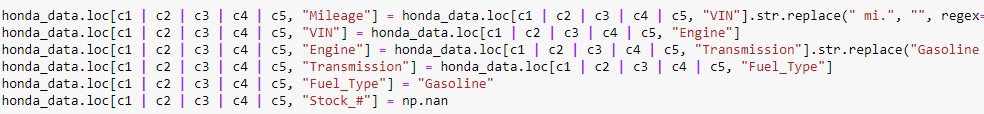 honda_data.loc[c1 | c2 | c3 | c4 | c5, "Mileage"] = honda_data.loc[c1 | c2 | c3 | c4 | c5, "VIN"].str.replace(" mi.", "", regex=
honda_data.loc[c1 | c2 | c3 | c4 | c5, "VIN"] = honda_data.loc[c1 | c2 | c3 | c4 | c5, "Engine"]
honda_data.loc[c1 | c2 | c3 | c4 | c5, "Engine"] = honda_data.loc[c1 | c2 | c3 | c4 | c5, "Transmission"].str.replace("Gasoline
honda_data.loc[c1 | c2 | c3 | c4 | c5, "Transmission"] = honda_data.loc[c1 | c2 | c3 | c4 | c5, "Fuel_Type"]
honda_data.loc[c1 | c2 | c3 | c4 | c5, "Fuel_Type"] = "Gasoline"
honda_data.loc[c1 | c2 | c3 | c4 | c5, "Stock_#"] = np.nan